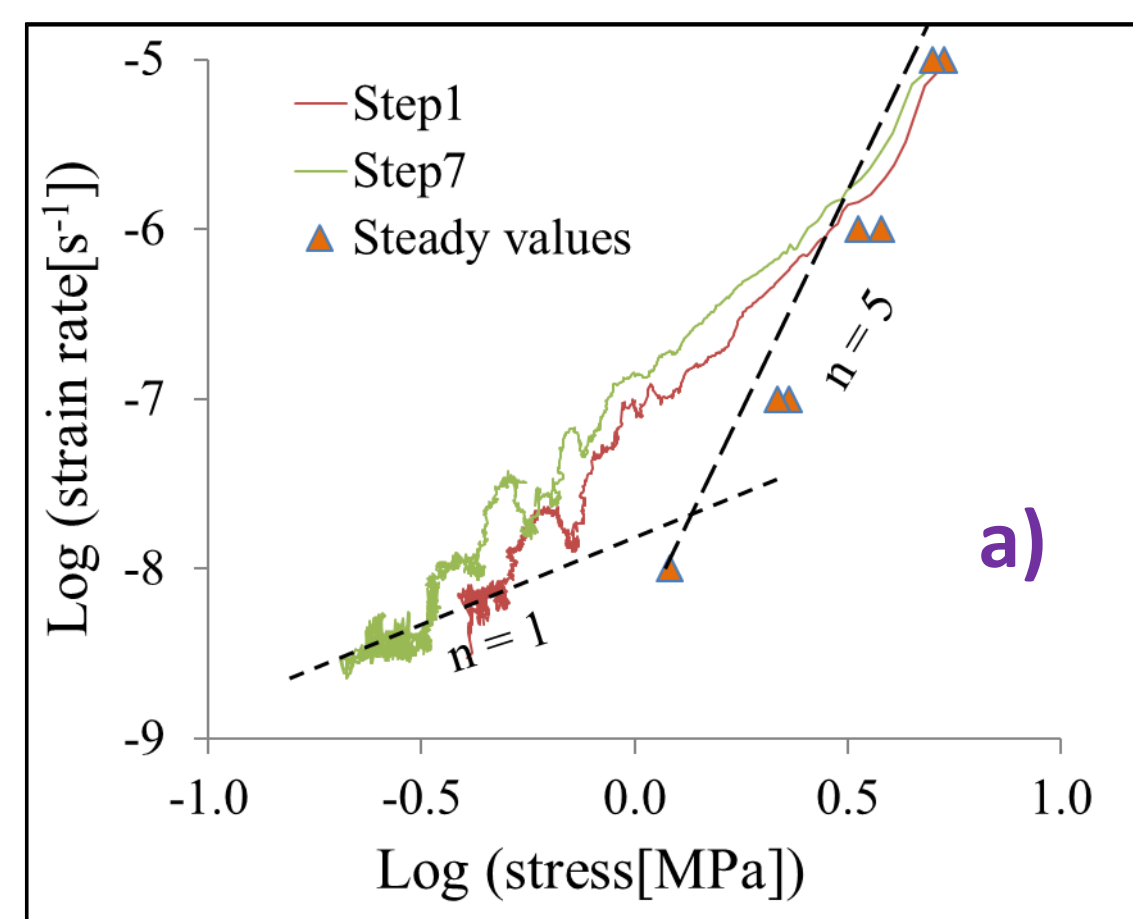 -5
-6
-7
-8
-9
Log (strain rate[s⁻¹])
Step1
Step7
Steady values
n = 5
n = 1
a)
-1.0
-0.5
0.0
0.5
1.0
Log (stress[MPa])